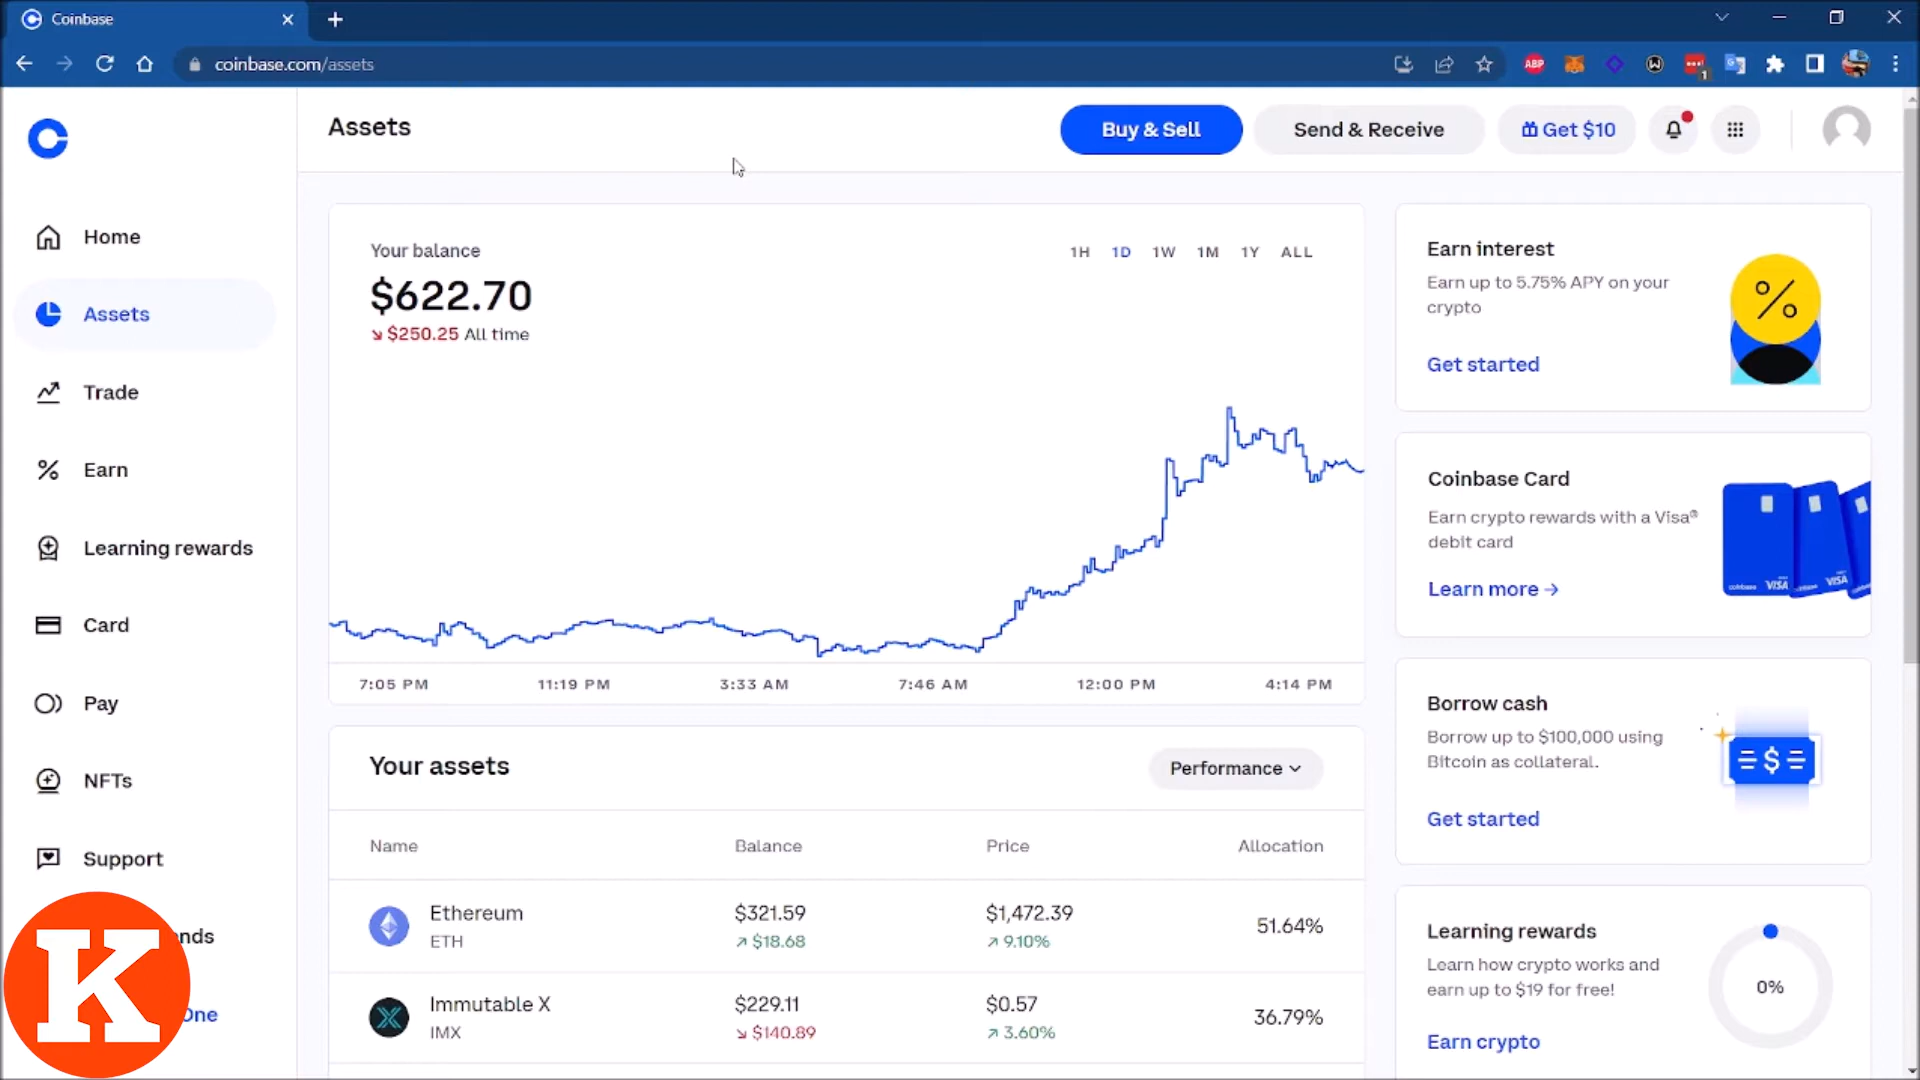 Coinbase
coinbase.com/assets
ABP
1
Assets
Buy & Sell
Send & Receive
Get $10
Home
Assets
Trade
Earn
Learning rewards
Card
Pay
NFTs
Support
nds
One
K
Your balance
1H 1D 1W 1M 1Y ALL
$622.70
↘ $250.25 All time
7:05 PM 11:19 PM 3:33 AM 7:46 AM 12:00 PM 4:14 PM
Your assets
Performance
Name Balance Price Allocation
Ethereum $321.59 $1,472.39 51.64%
ETH ↗ $18.68 ↗ 9.10%
Immutable X $229.11 $0.57 36.79%
IMX ↘ $140.89 ↗ 3.60%
Earn interest
Earn up to 5.75% APY on your
crypto
Get started
%
Coinbase Card
Earn crypto rewards with a Visa®
debit card
Learn more →
coinbase VISA
VISA
Borrow cash
Borrow up to $100,000 using
Bitcoin as collateral.
Get started
$
Learning rewards
Learn how crypto works and
earn up to $19 for free!
Earn crypto
0%